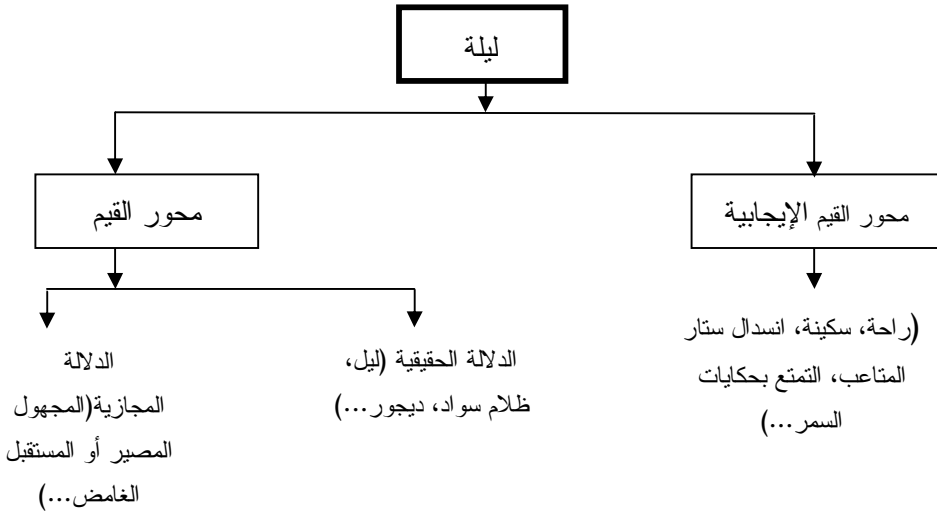 ليلة
محور القيم الإيجابية
محور القيم
(راحة، سكينة، انسدال ستار
المتاعب، التمتع بحكايات
السمر...)
الدلالة الحقيقية (ليل،
ظلام سواد، ديجور...)
الدلالة
المجازية(المجهول
المصير أو المستقبل
الغامض...)